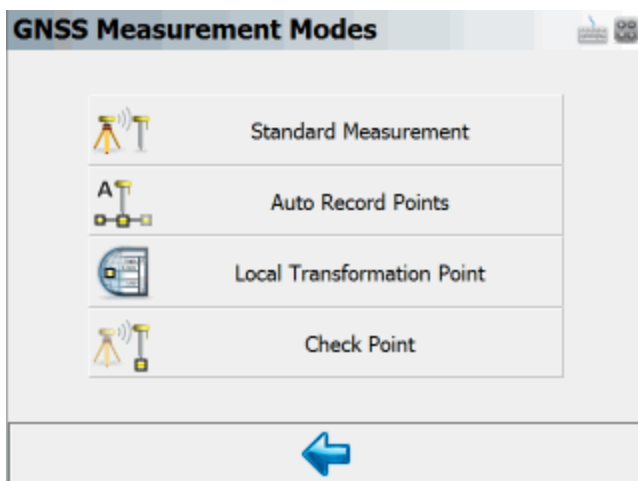 GNSS Measurement Modes
Standard Measurement
A
Auto Record Points
Local Transformation Point
Check Point